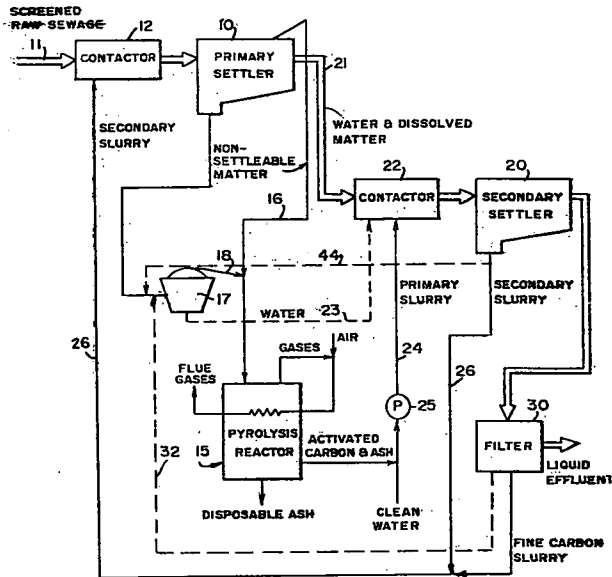 SCREENED
RAW SEWAGE
11
12
CONTACTOR
10
PRIMARY
SETTLER
21
SECONDARY
SLURRY
NON-
SETTLEABLE
MATTER
WATER & DISSOLVED
MATTER
22
CONTACTOR
20
SECONDARY
SETTLER
16
18
44
17
WATER
23
PRIMARY
SLURRY
SECONDARY
SLURRY
26
AIR
GASES
FLUE
GASES
24
26
P
25
30
FILTER
LIQUID
EFFLUENT
32
15
PYROLYSIS
REACTOR
ACTIVATED
CARBON & ASH
DISPOSABLE ASH
CLEAN
WATER
FINE CARBON
SLURRY